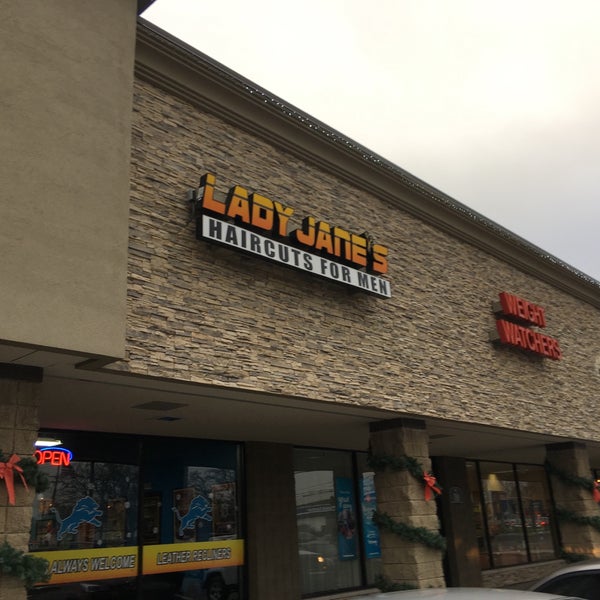 LADY JANE'S
HAIRCUTS FOR MEN
WEIGHT
WATCHERS
OPEN
ALWAYS WELCOME
LEATHER RECLINERS